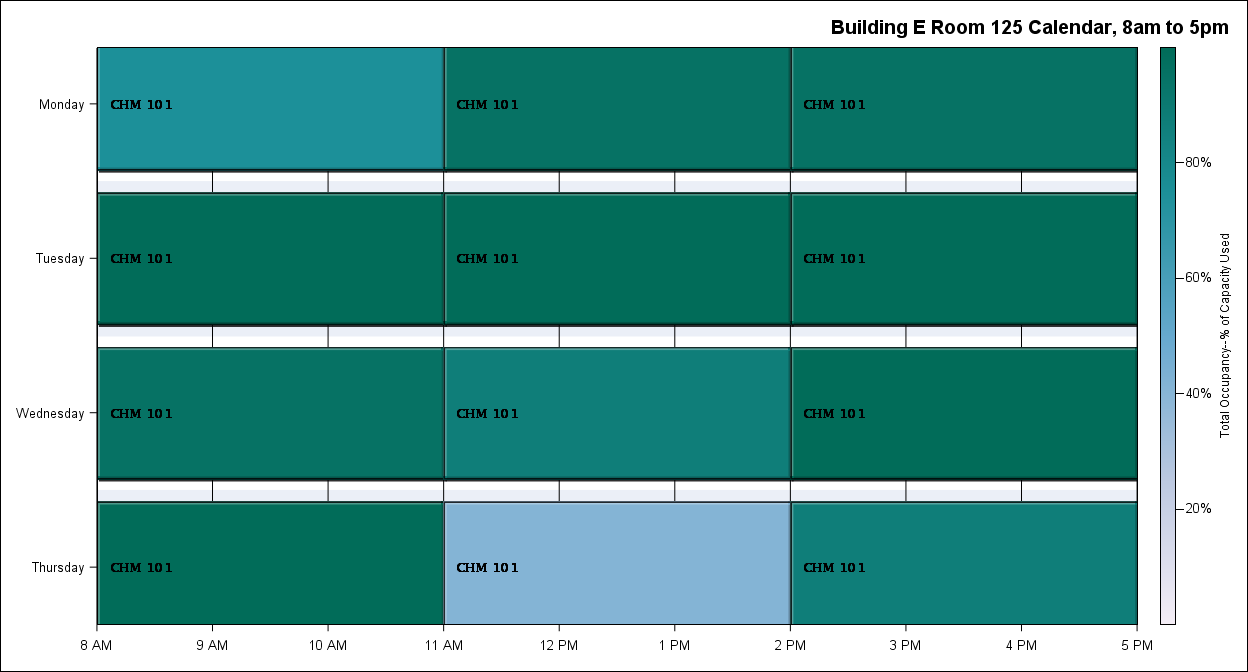 Building E Room 125 Calendar, 8am to 5pm
Monday
CHM 101
CHM 101
CHM 101
Tuesday
CHM 101
CHM 101
CHM 101
Wednesday
CHM 101
CHM 101
CHM 101
Thursday
CHM 101
CHM 101
CHM 101
8 AM
9 AM
10 AM
11 AM
12 PM
1 PM
2 PM
3 PM
4 PM
5 PM
80%
60%
40%
20%
Total Occupancy--% of Capacity Used